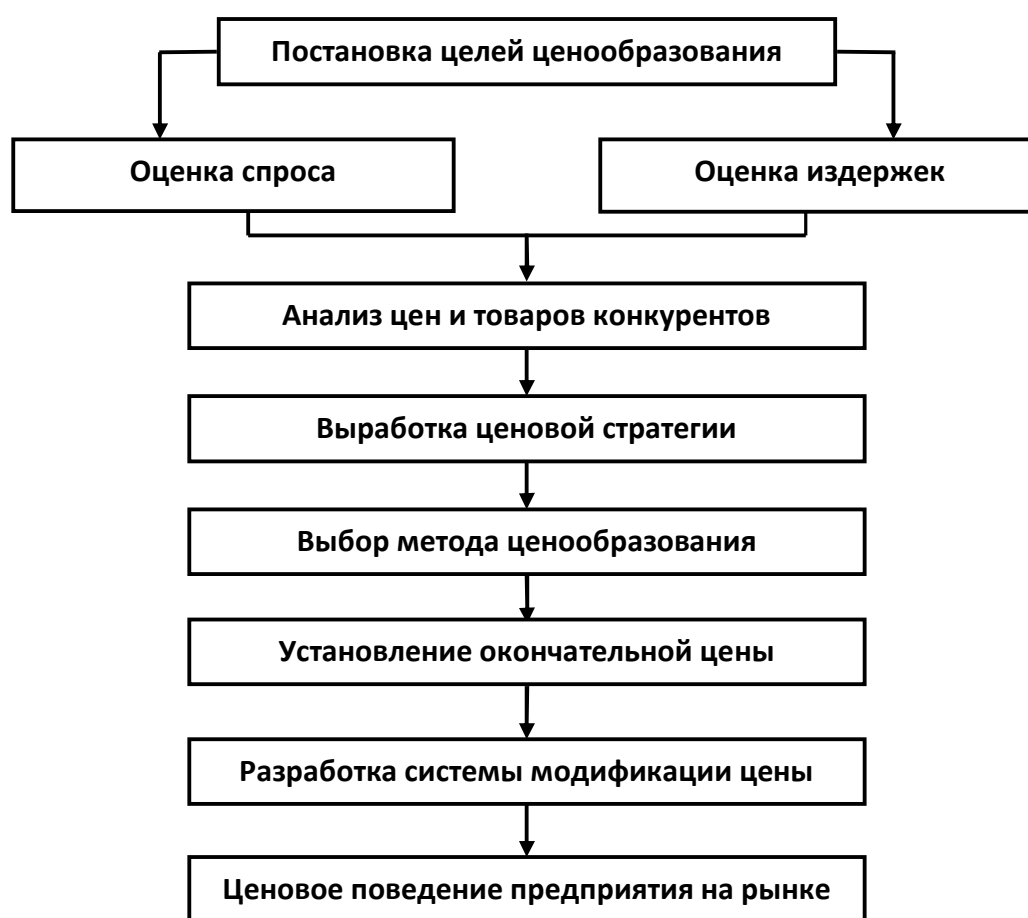 Постановка целей ценообразования
Оценка спроса
Оценка издержек
Анализ цен и товаров конкурентов
Выработка ценовой стратегии
Выбор метода ценообразования
Установление окончательной цены
Разработка системы модификации цены
Ценовое поведение предприятия на рынке